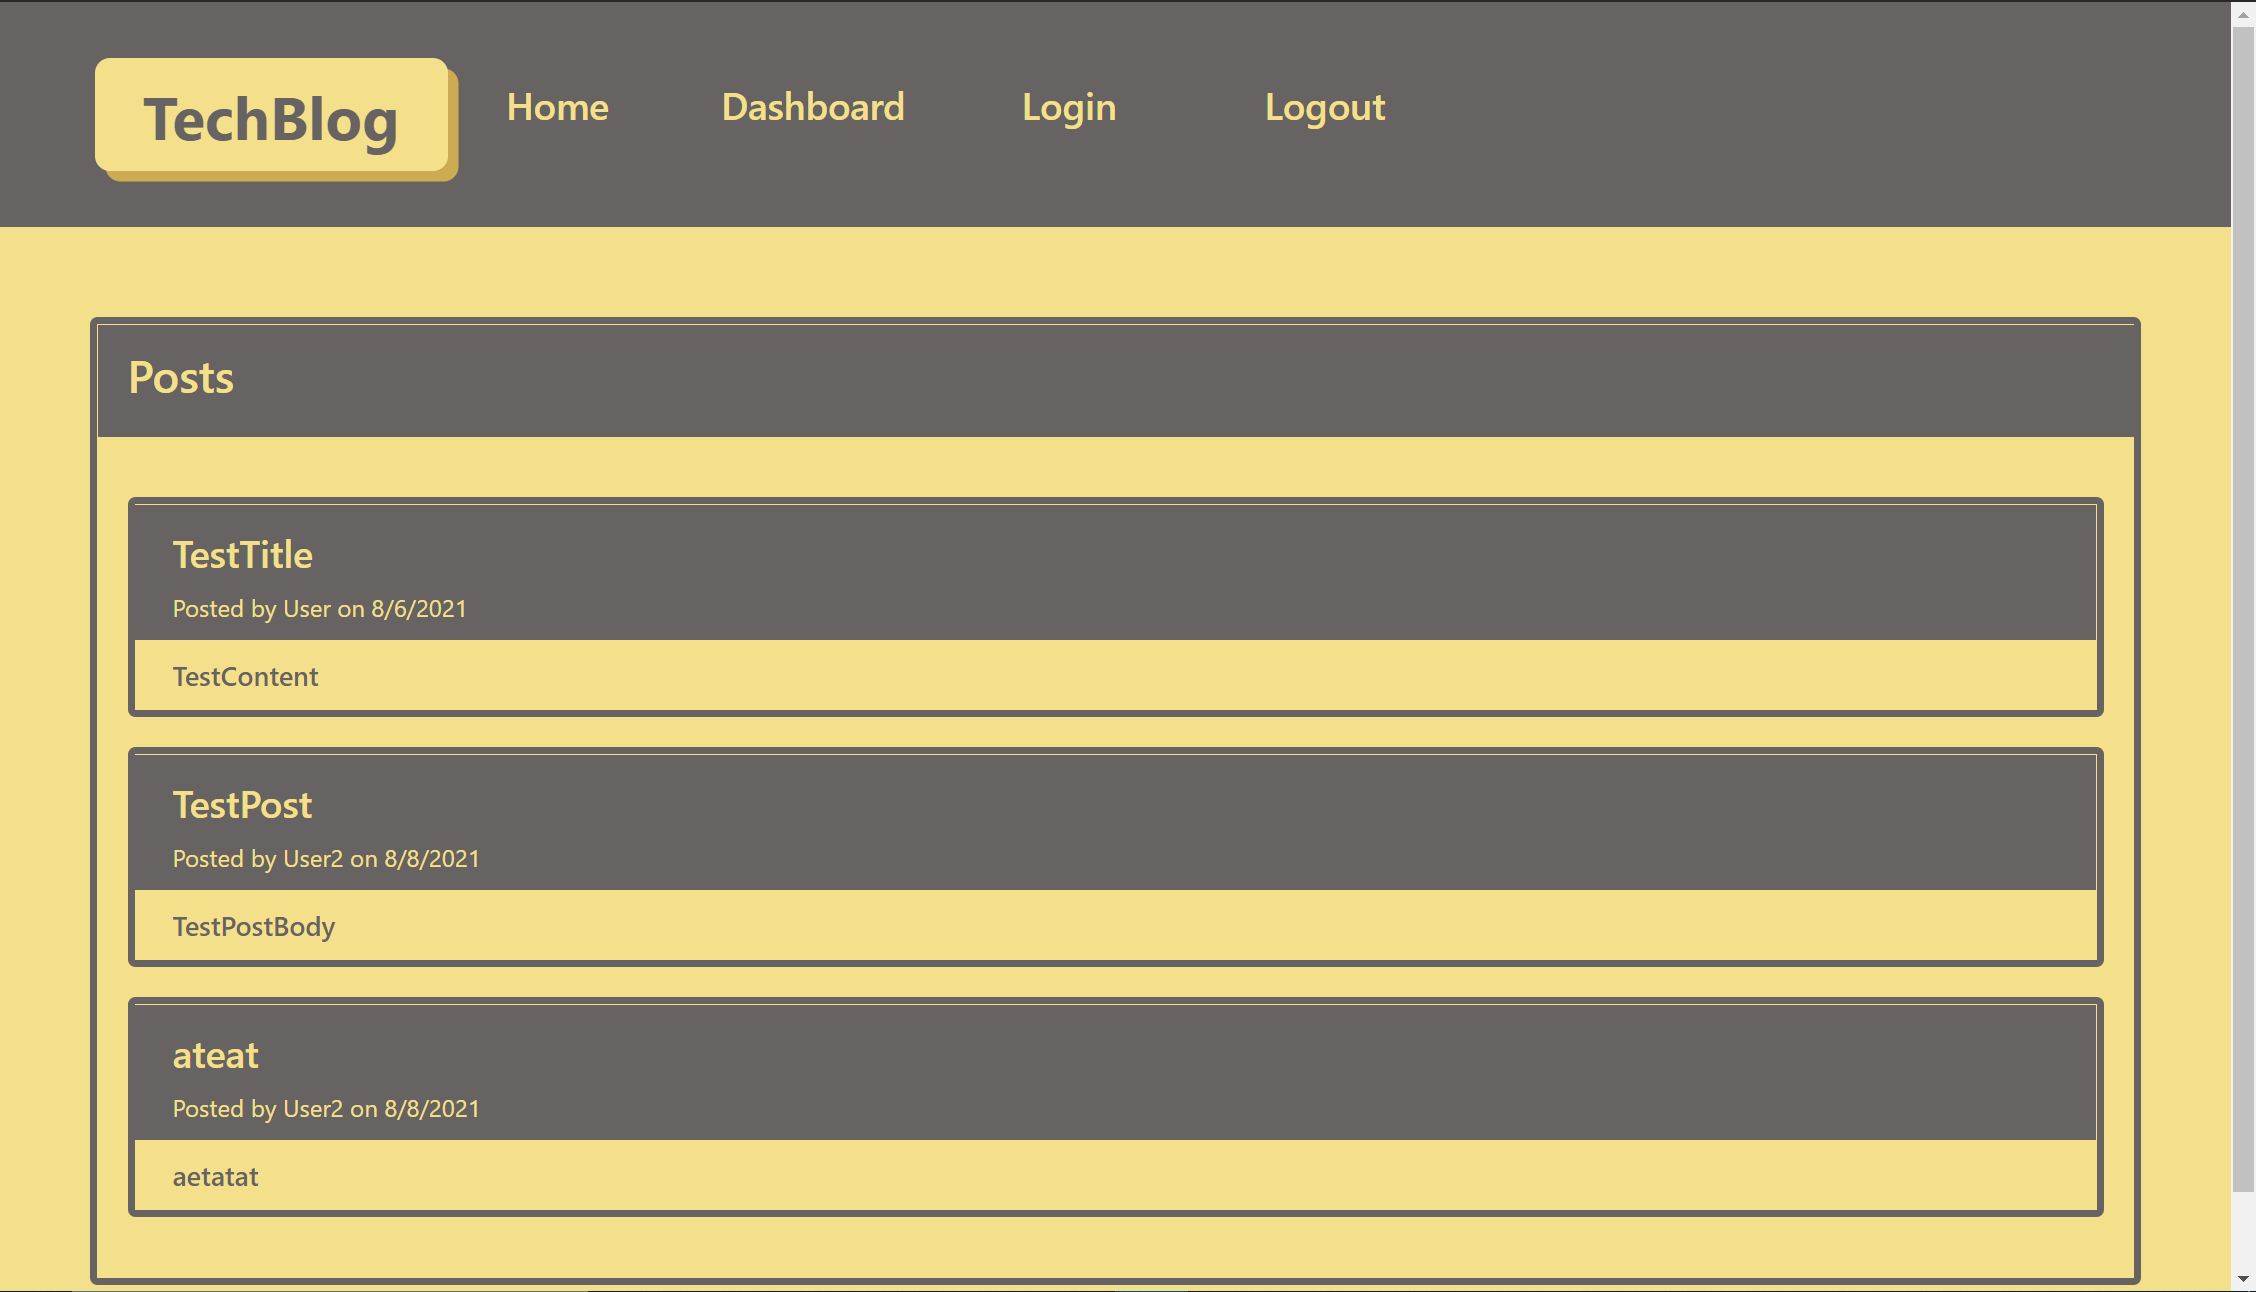 TechBlog Home Dashboard Login Logout
Posts
TestTitle
Posted by User on 8/6/2021
TestContent
TestPost
Posted by User2 on 8/8/2021
TestPostBody
ateat
Posted by User2 on 8/8/2021
aetatat